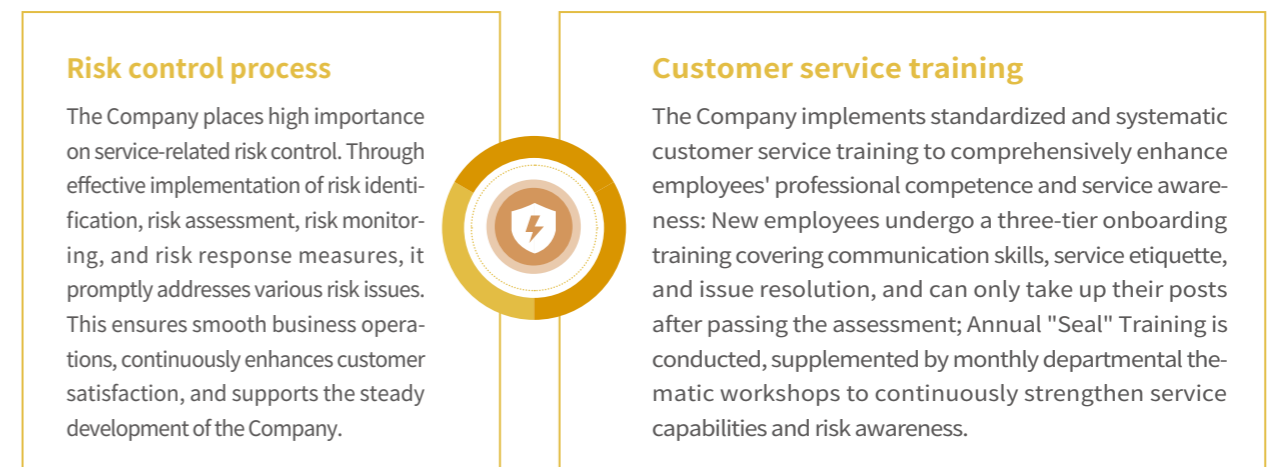 Risk control process
The Company places high importance
on service-related risk control. Through
effective implementation of risk identi-
fication, risk assessment, risk monitor-
ing, and risk response measures, it
promptly addresses various risk issues.
This ensures smooth business opera-
tions, continuously enhances customer
satisfaction, and supports the steady
development of the Company.
Customer service training
The Company implements standardized and systematic
customer service training to comprehensively enhance
employees' professional competence and service aware-
ness: New employees undergo a three-tier onboarding
training covering communication skills, service etiquette,
and issue resolution, and can only take up their posts
after passing the assessment; Annual "Seal" Training is
conducted, supplemented by monthly departmental the-
matic workshops to continuously strengthen service
capabilities and risk awareness.